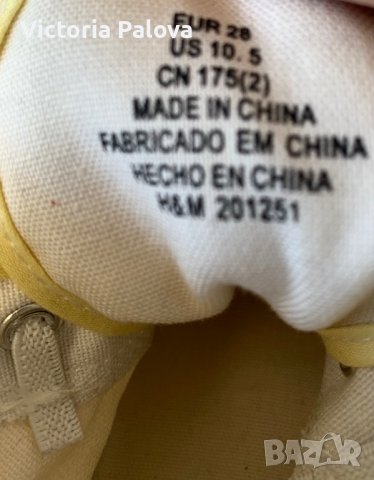 Victoria Palova
EUR 28
US 10. 5
CN 175(2)
MADE IN CHINA
FABRICADO EM CHINA
HECHO EN CHINA
H&M 201251
BAZAR